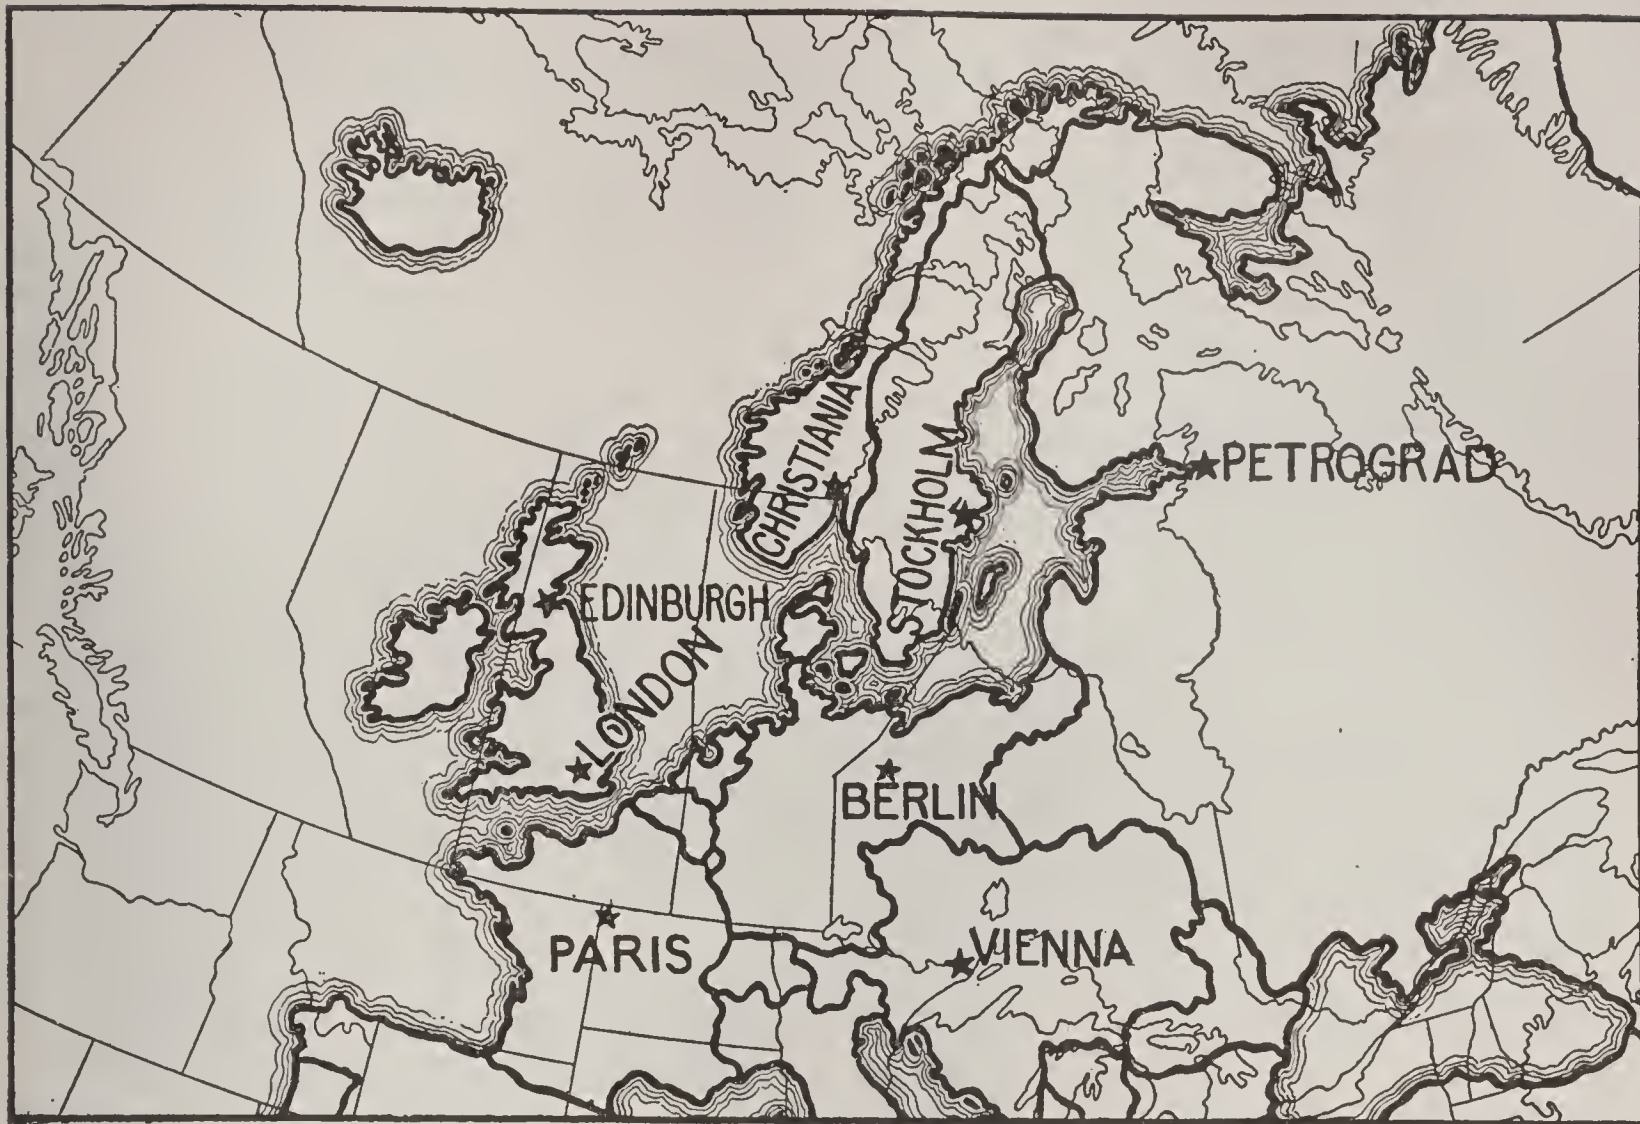 CHRISTIANIA
STOCKHOLM
PETROGRAD
EDINBURGH
LONDON
BERLIN
PARIS
VIENNA